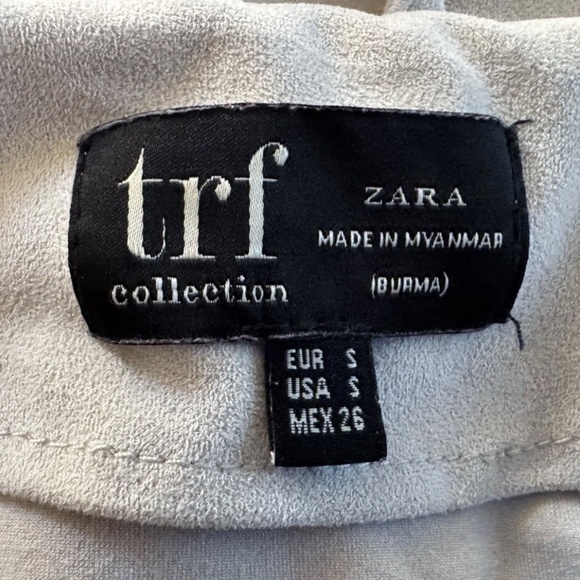 trf
collection
ZARA
MADE IN MYANMAR
(BURMA)
EUR S
USA S
MEX 26